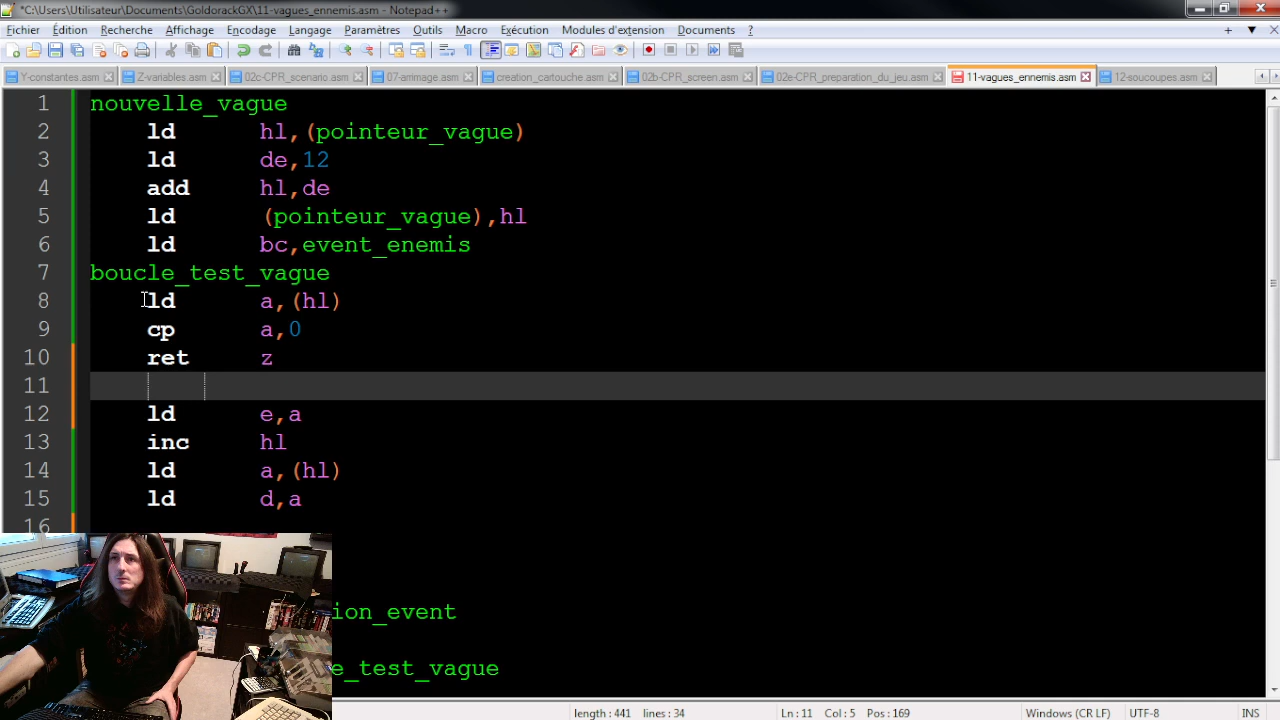 *C:\Users\Utilisateur\Documents\GoldorackGX\11-vagues_ennemis.asm - Notepad++
Fichier Édition Recherche Affichage Encodage Langage Paramètres Outils Macro Exécution Modules d'extension Documents ?
Y-constantes.asm Z-variables.asm 02c-CPR_scenario.asm 07-arrimage.asm creation_cartouche.asm 02b-CPR_screen.asm 02e-CPR_preparation_du_jeu.asm 11-vagues_ennemis.asm 12-soucoupes.asm
1 nouvelle_vague
2 ld hl,(pointeur_vague)
3 ld de,12
4 add hl,de
5 ld (pointeur_vague),hl
6 ld bc,event_enemis
7 boucle_test_vague
8 ld a,(hl)
9 cp a,0
10 ret z
11
12 ld e,a
13 inc hl
14 ld a,(hl)
15 ld d,a
16
ion_event
e_test_vague
length : 441 lines : 34 Ln : 11 Col : 5 Pos : 169 Windows (CR LF) UTF-8 INS